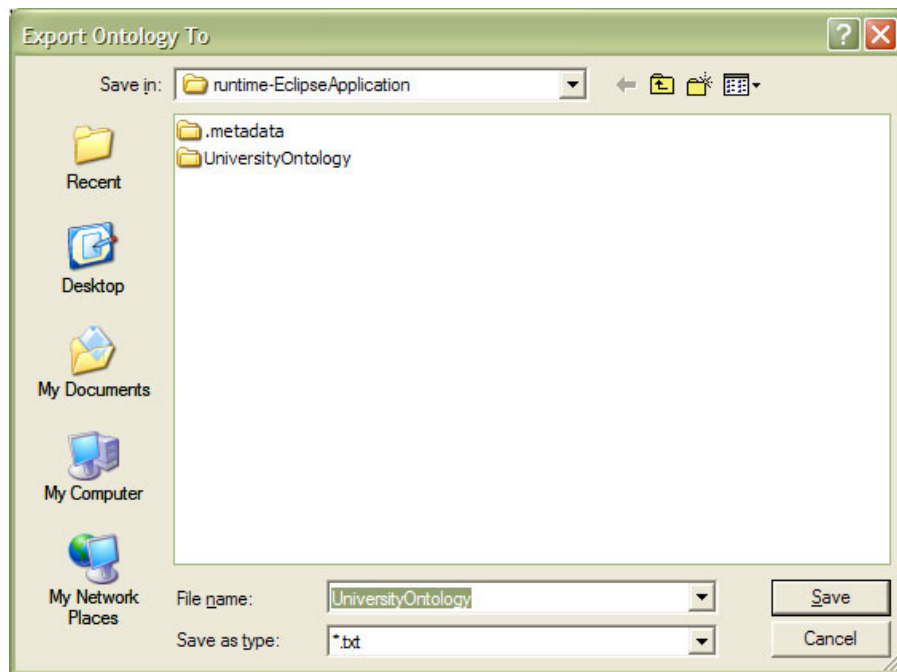 Export Ontology To
Save in:
runtime-EclipseApplication
.metadata
UniversityOntology
Recent
Desktop
My Documents
My Computer
My Network
Places
File name:
UniversityOntology
Save
Save as type:
*.txt
Cancel